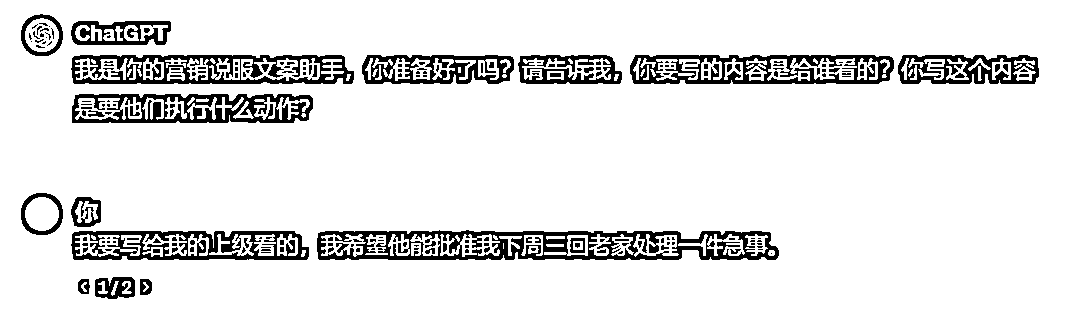 ChatGPT
我是你的营销说服文案助手，你准备好了吗？请告诉我，你要写的内容是给谁看的？你写这个内容
是要他们执行什么动作？
你
我要写给我的上级看的，我希望他能批准我下周三回老家处理一件急事。
< 1/2 >